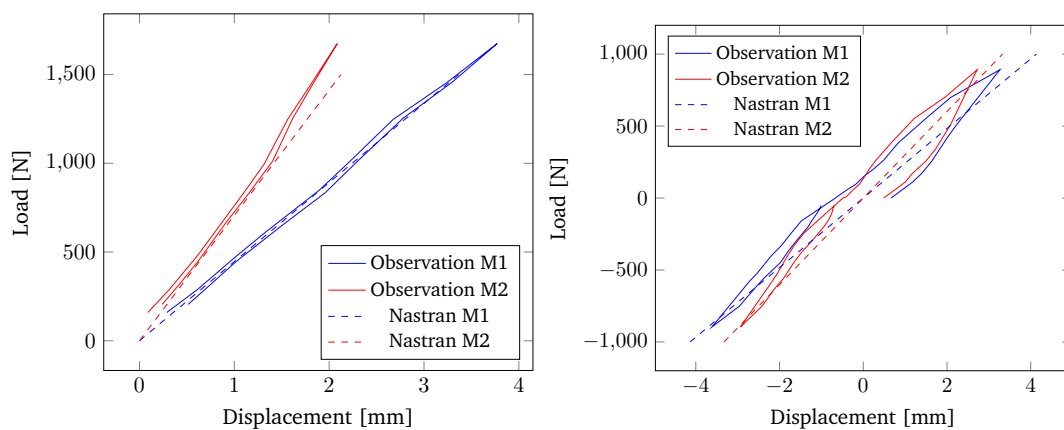 1,500
1,000
500
0
Load [N]
Observation M1
Observation M2
Nastran M1
Nastran M2
0 1 2 3 4
Displacement [mm]
1,000
500
0
−500
−1,000
Load [N]
Observation M1
Observation M2
Nastran M1
Nastran M2
−4 −2 0 2 4
Displacement [mm]